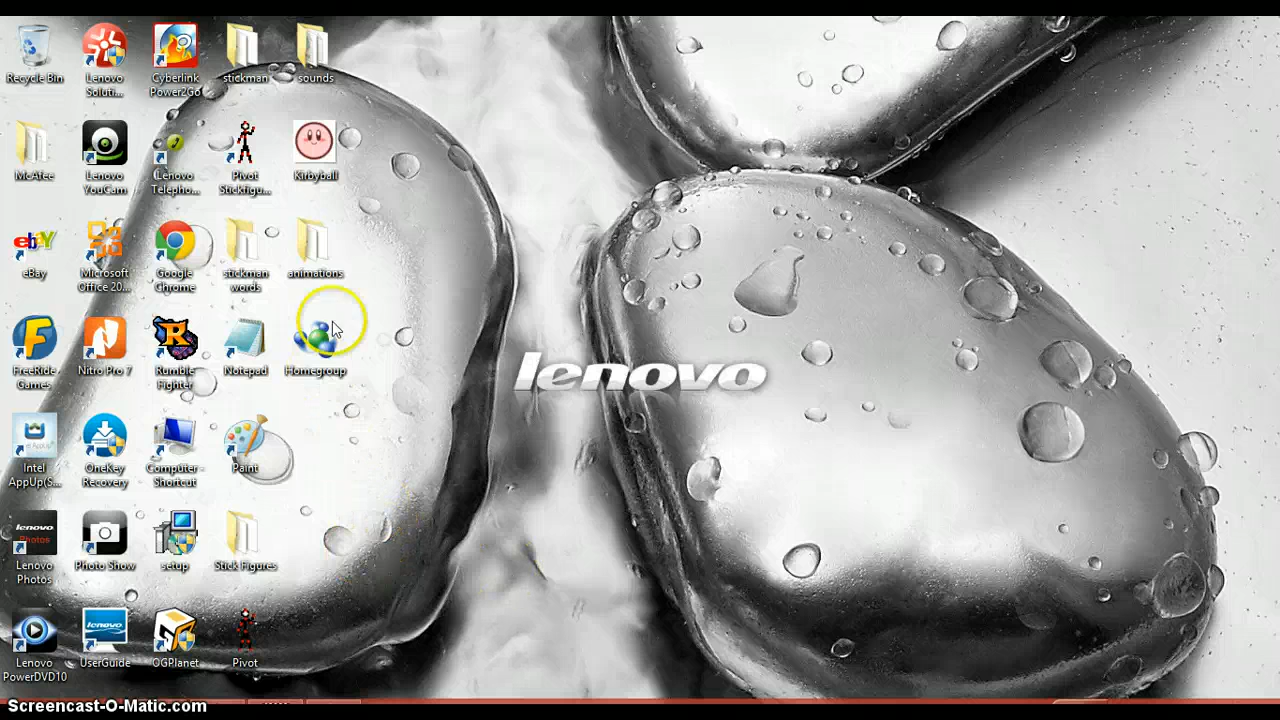 Recycle Bin
Lenovo
Soluti...
Cyberlink
Power2Go
stickman
sounds
McAfee
Lenovo
YouCam
Lenovo
Telepho...
Pivot
Stickfigu...
Kirbyball
eBay
Microsoft
Office 20...
Google
Chrome
stickman
words
animations
FreeRide
Games
Nitro Pro 7
Rumble
Fighter
Notepad
Homegroup
lenovo
Intel
AppUp(S...
OneKey
Recovery
Computer -
Shortcut
Paint
lenovo
Photos
Lenovo
Photos
Photo Show
setup
Stick Figures
lenovo
Lenovo
PowerDVD10
UserGuide
OGPlanet
Pivot
Screencast-O-Matic.com